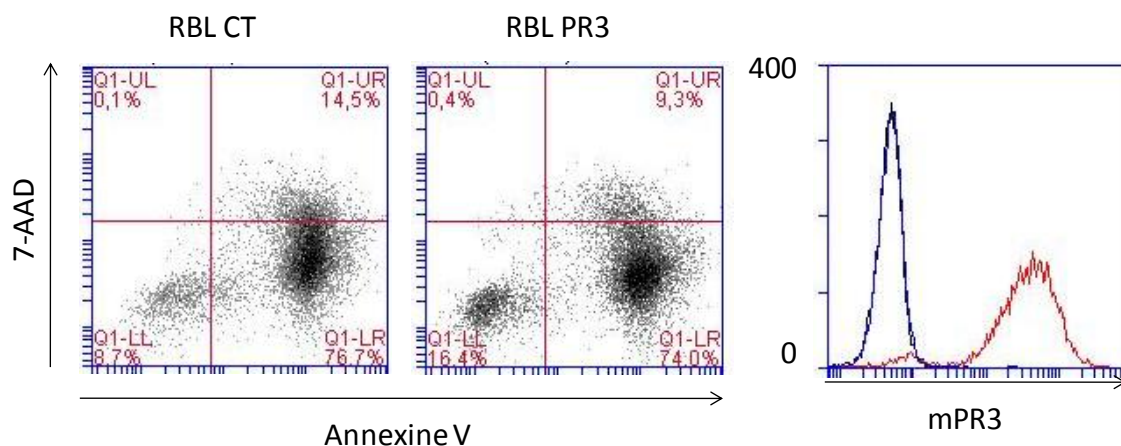 RBL CT
RBL PR3
7-AAD
Q1-UL
0,1%
Q1-UR
14,5%
Q1-LL
8.7%
Q1-LR
76.7%
Q1-UL
0,4%
Q1-UR
9,3%
Q1-LL
16.4%
Q1-LR
74.0%
Annexine V
400
0
mPR3